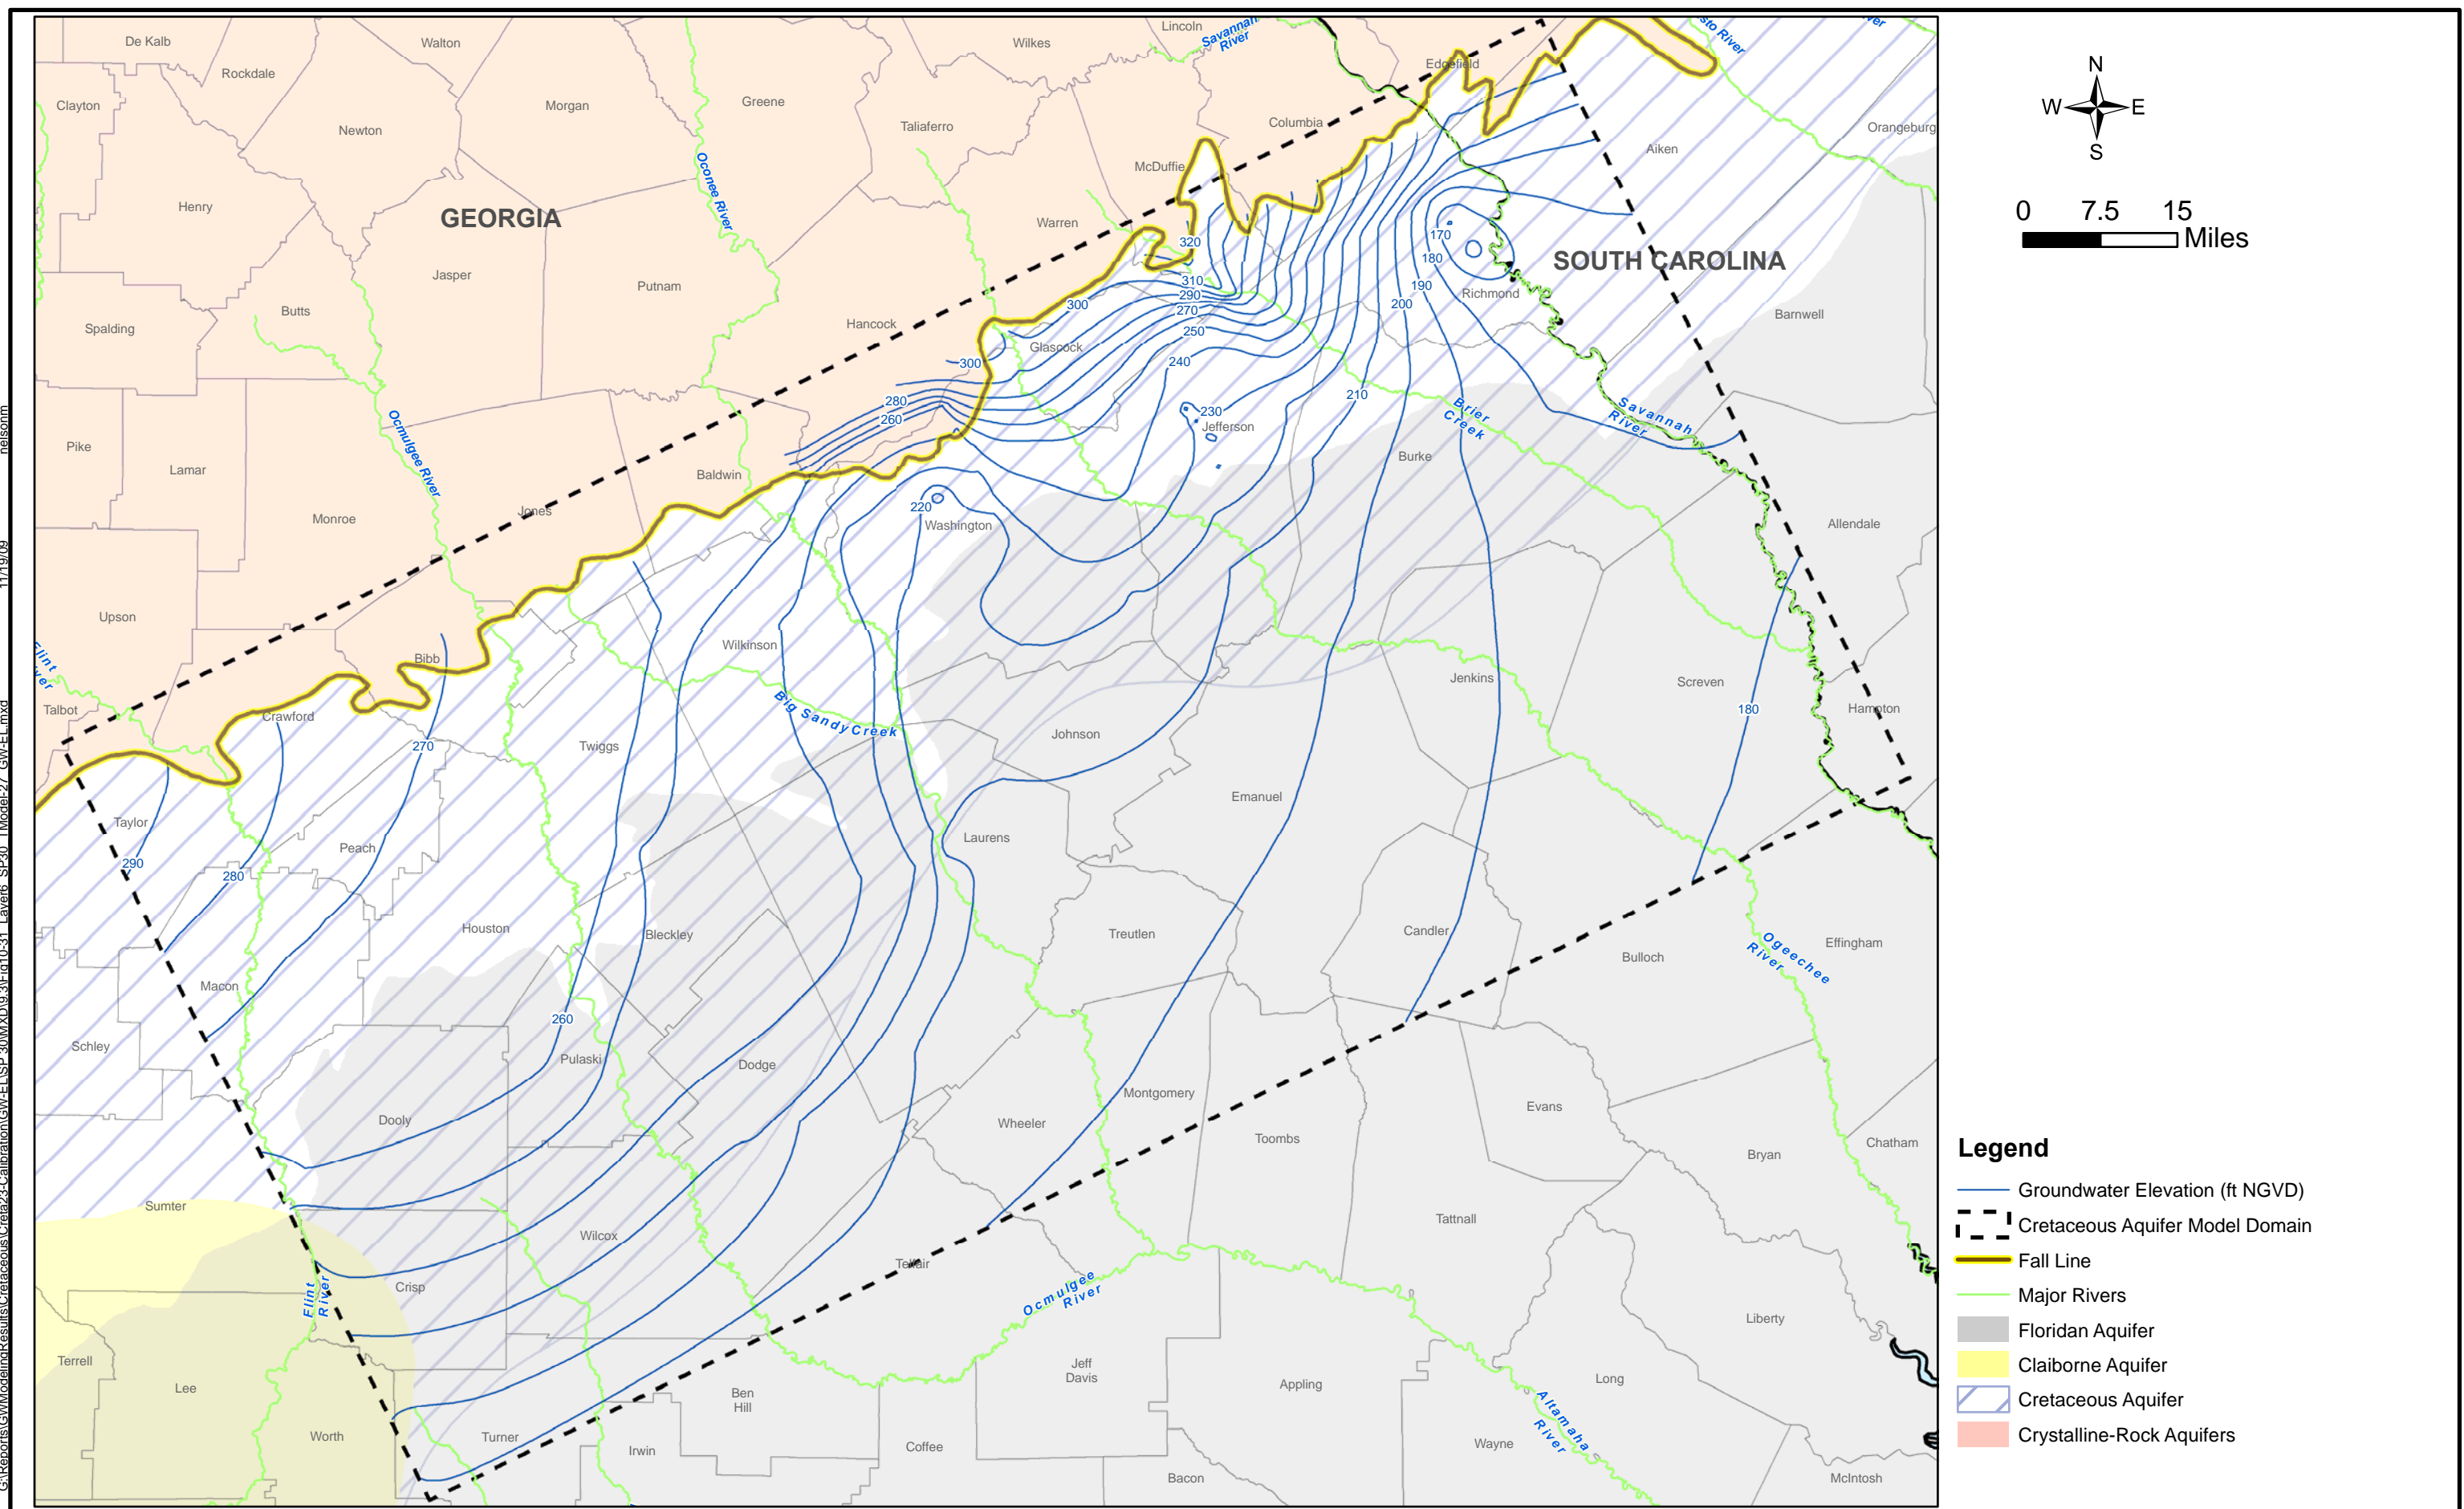 De Kalb
Walton
Wilkes
Lincoln
Savannah
River
Rockdale
Edgefield
Clayton
Morgan
Greene
Newton
Taliaferro
Columbia
Orangeburg
Aiken
McDuffie
Oconee River
Henry
GEORGIA
Warren
320
170
180
SOUTH CAROLINA
Jasper
Putnam
310
290
190
Richmond
300
200
270
Butts
Spalding
Hancock
Barnwell
250
Glascock
300
240
210
280
260
230
Jefferson
Brier
Creek
Savannah
River
Ocmulgee River
Pike
Lamar
Baldwin
Burke
220
Washington
Monroe
Jones
Allendale
Upson
Wilkinson
Bibb
Flint
Talbot
Crawford
Big Sandy Creek
Jenkins
Screven
180
Hampton
270
Twiggs
Johnson
Emanuel
Taylor
Peach
Laurens
290
280
Houston
Bleckley
Treutlen
Candler
Bulloch
Effingham
Ogeechee
River
Macon
260
Schley
Pulaski
Dodge
Dooly
Wheeler
Montgomery
Toombs
Evans
Bryan
Chatham
Sumter
Wilcox
Tattnall
Telfair
Crisp
Flint
River
Ocmulgee
River
Liberty
Terrell
Lee
Jeff
Davis
Ben
Hill
Appling
Long
Altamaha
River
Worth
Turner
Irwin
Coffee
Wayne
Bacon
McIntosh
N
W E
S
0 7.5 15
Miles
Legend
Groundwater Elevation (ft NGVD)
Cretaceous Aquifer Model Domain
Fall Line
Major Rivers
Floridan Aquifer
Claiborne Aquifer
Cretaceous Aquifer
Crystalline-Rock Aquifers
nelsonm
11/19/09